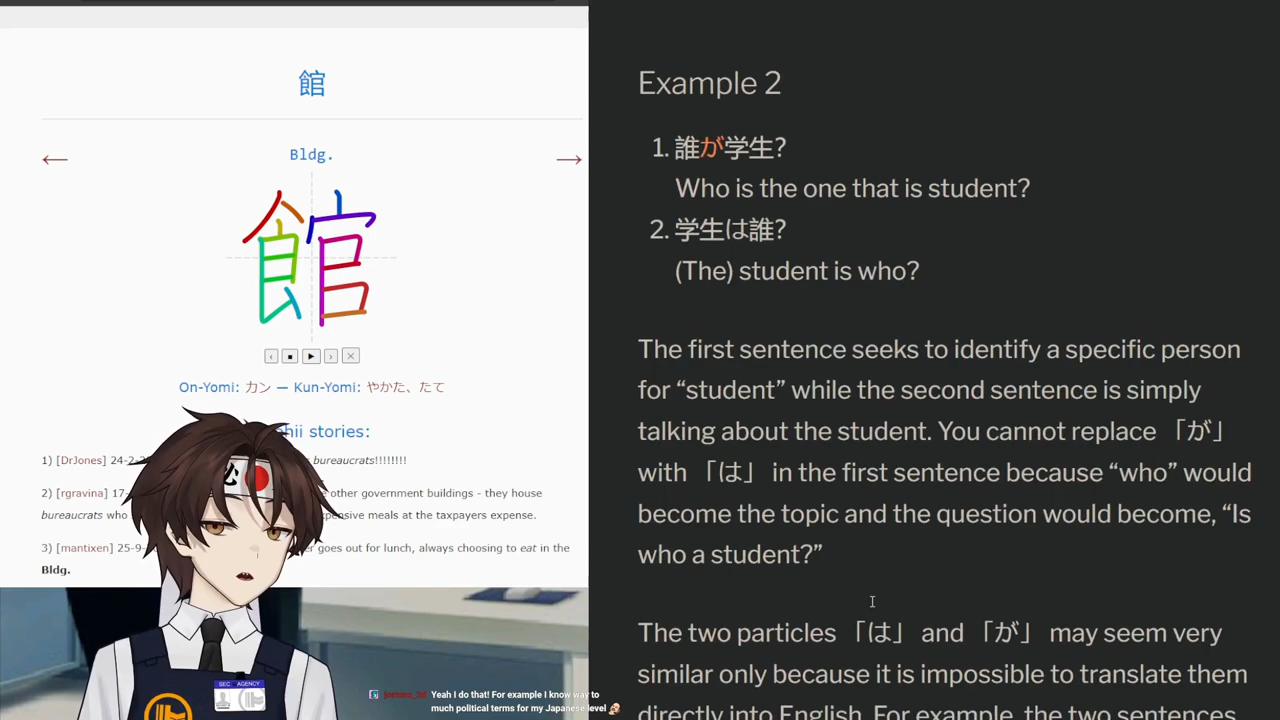 館
←
Bldg.
→
館
On-Yomi: カン — Kun-Yomi: やかた、たて
stories:
1) [DrJones] 24-2- bureaucrats!!!!!!!!
2) [rgravina] 17- other government buildings - they house
bureaucrats who expensive meals at the taxpayers expense.
3) [mantixen] 25-9- goes out for lunch, always choosing to eat in the
Bldg.
SEC. AGENCY
Yeah I do that! For example I know way to
much political terms for my Japanese level
Example 2
1. 誰が学生?
Who is the one that is student?
2. 学生は誰?
(The) student is who?
The first sentence seeks to identify a specific person
for “student” while the second sentence is simply
talking about the student. You cannot replace 「が」
with 「は」 in the first sentence because “who” would
become the topic and the question would become, “Is
who a student?”
The two particles 「は」 and 「が」 may seem very
similar only because it is impossible to translate them
directly into English. For example, the two sentences